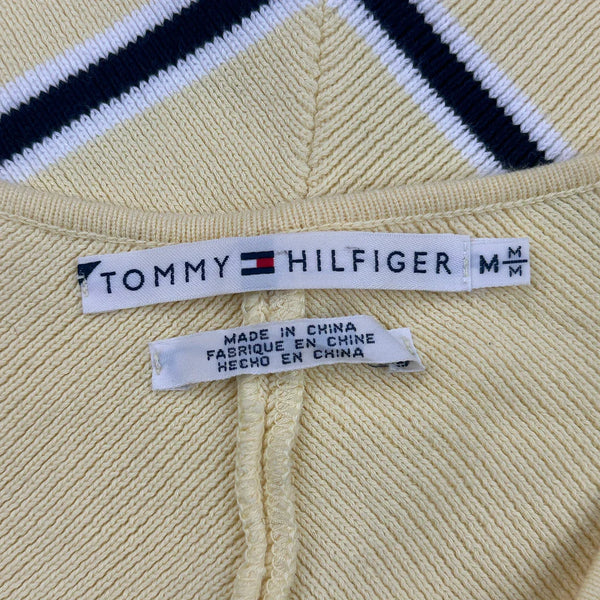 TOMMY HILFIGER M M/M
MADE IN CHINA
FABRIQUE EN CHINE
HECHO EN CHINA